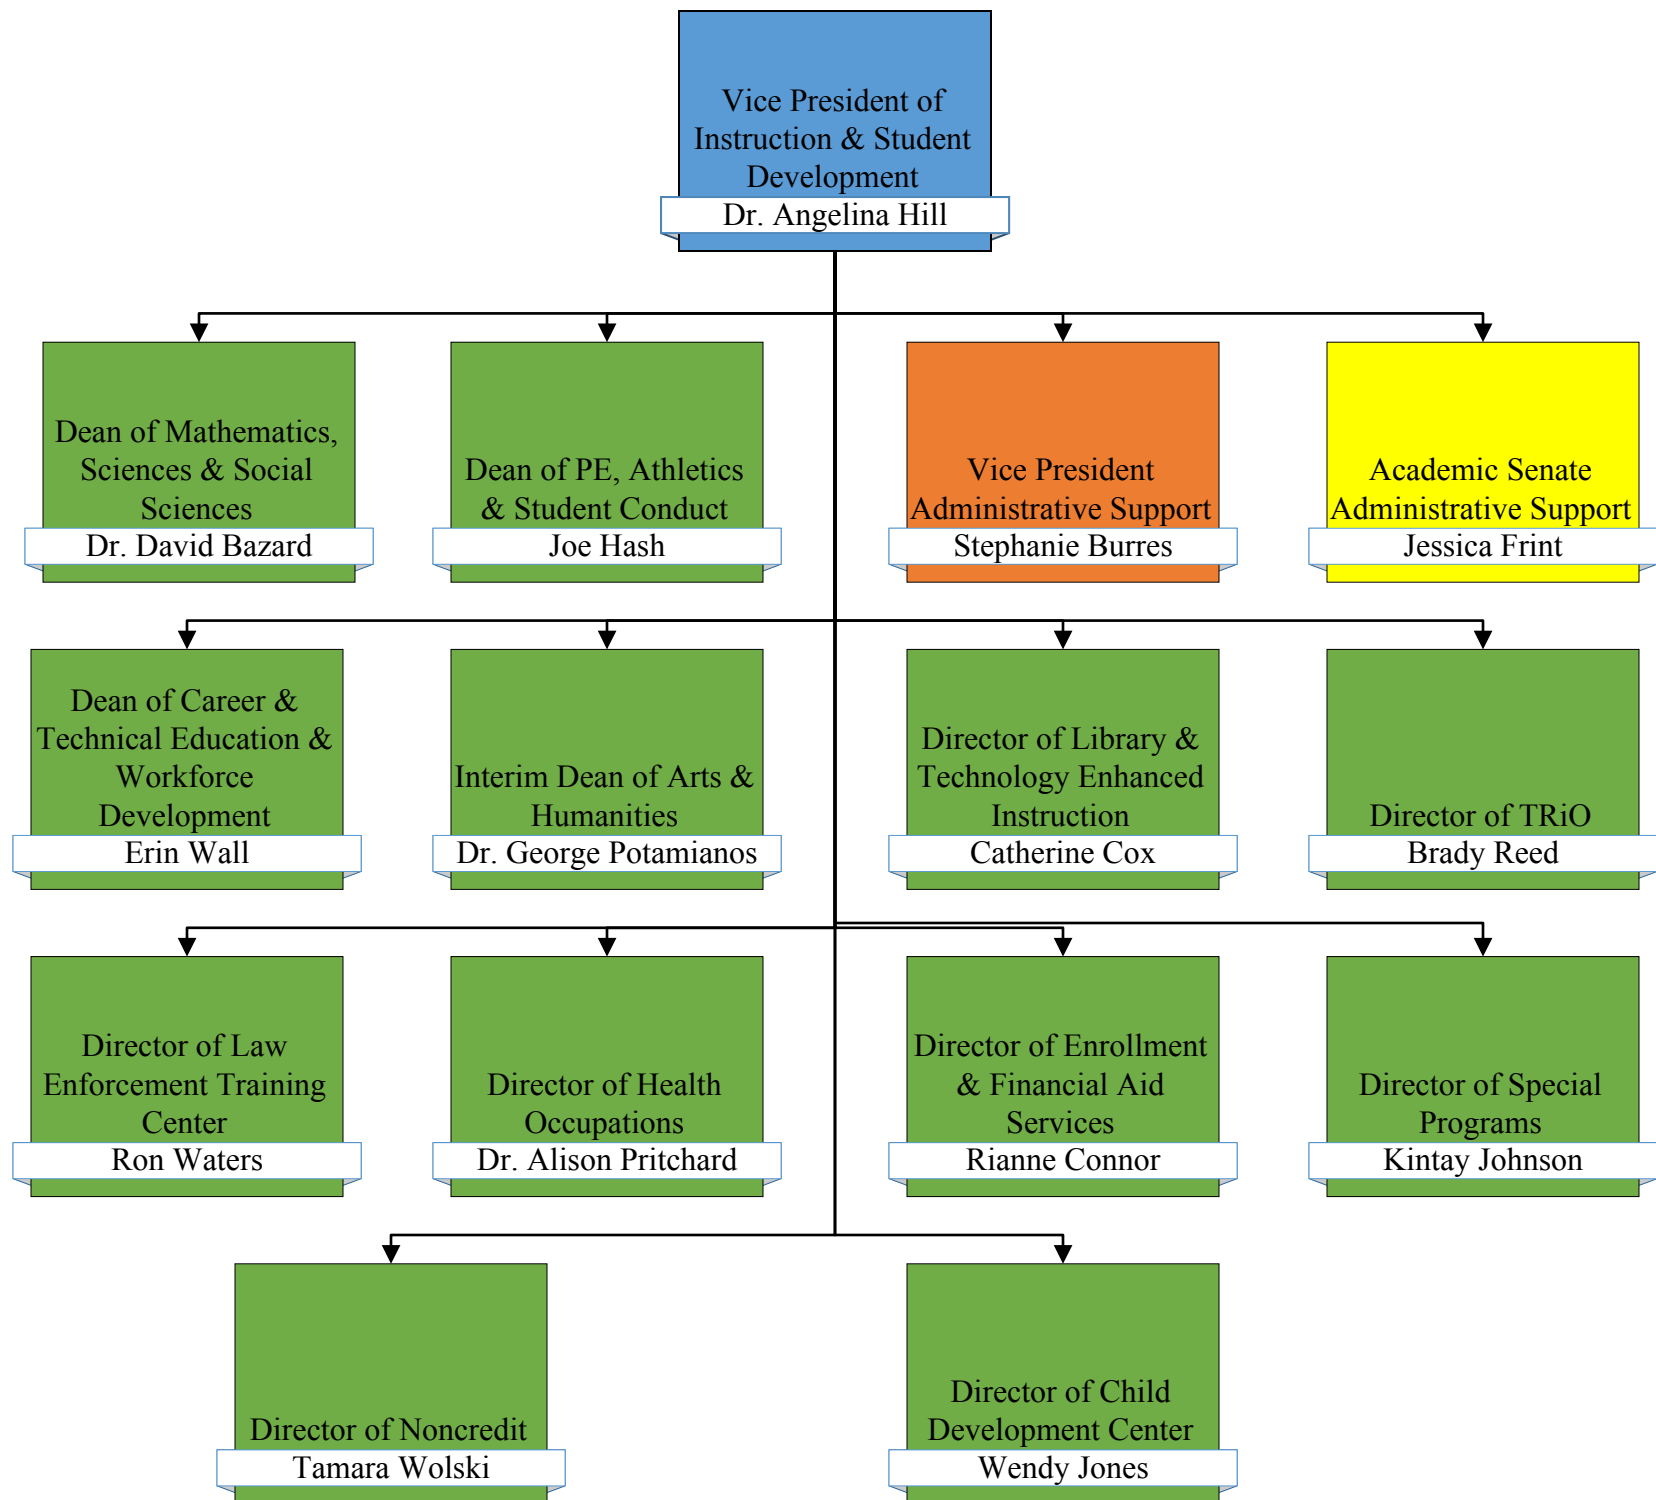 Vice President of
Instruction & Student
Development
Dr. Angelina Hill
Dean of Mathematics,
Sciences & Social
Sciences
Dr. David Bazard
Dean of PE, Athletics
& Student Conduct
Joe Hash
Vice President
Administrative Support
Stephanie Burres
Academic Senate
Administrative Support
Jessica Frint
Dean of Career &
Technical Education &
Workforce
Development
Erin Wall
Interim Dean of Arts &
Humanities
Dr. George Potamianos
Director of Library &
Technology Enhanced
Instruction
Catherine Cox
Director of TRiO
Brady Reed
Director of Law
Enforcement Training
Center
Ron Waters
Director of Health
Occupations
Dr. Alison Pritchard
Director of Enrollment
& Financial Aid
Services
Rianne Connor
Director of Special
Programs
Kintay Johnson
Director of Noncredit
Tamara Wolski
Director of Child
Development Center
Wendy Jones